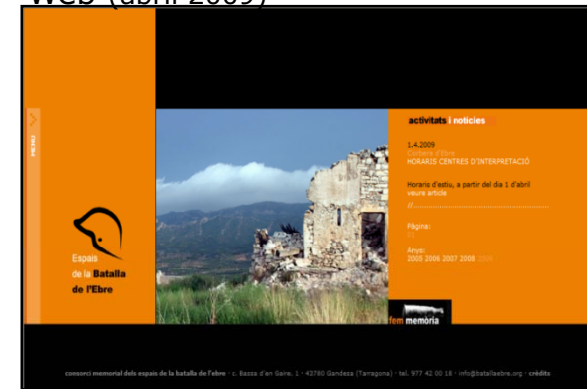 web (abril 2009)
MENU
Espais
de la Batalla
de l'Ebre
activitats i notícies
1.4.2009
Corbera d'Ebre
HORARIS CENTRES D'INTERPRETACIÓ
Horaris d'estiu, a partir del dia 1 d'abril
veure article
//
Pàgina:
Anys:
2005 2006 2007 2008 2009
fem memòria
consorci memorial dels espais de la batalla de l'ebre · c. Bassa d'en Gaire, 1 · 43780 Gandesa (Tarragona) · tel. 977 42 00 18 · info@batallaebre.org · crèdits